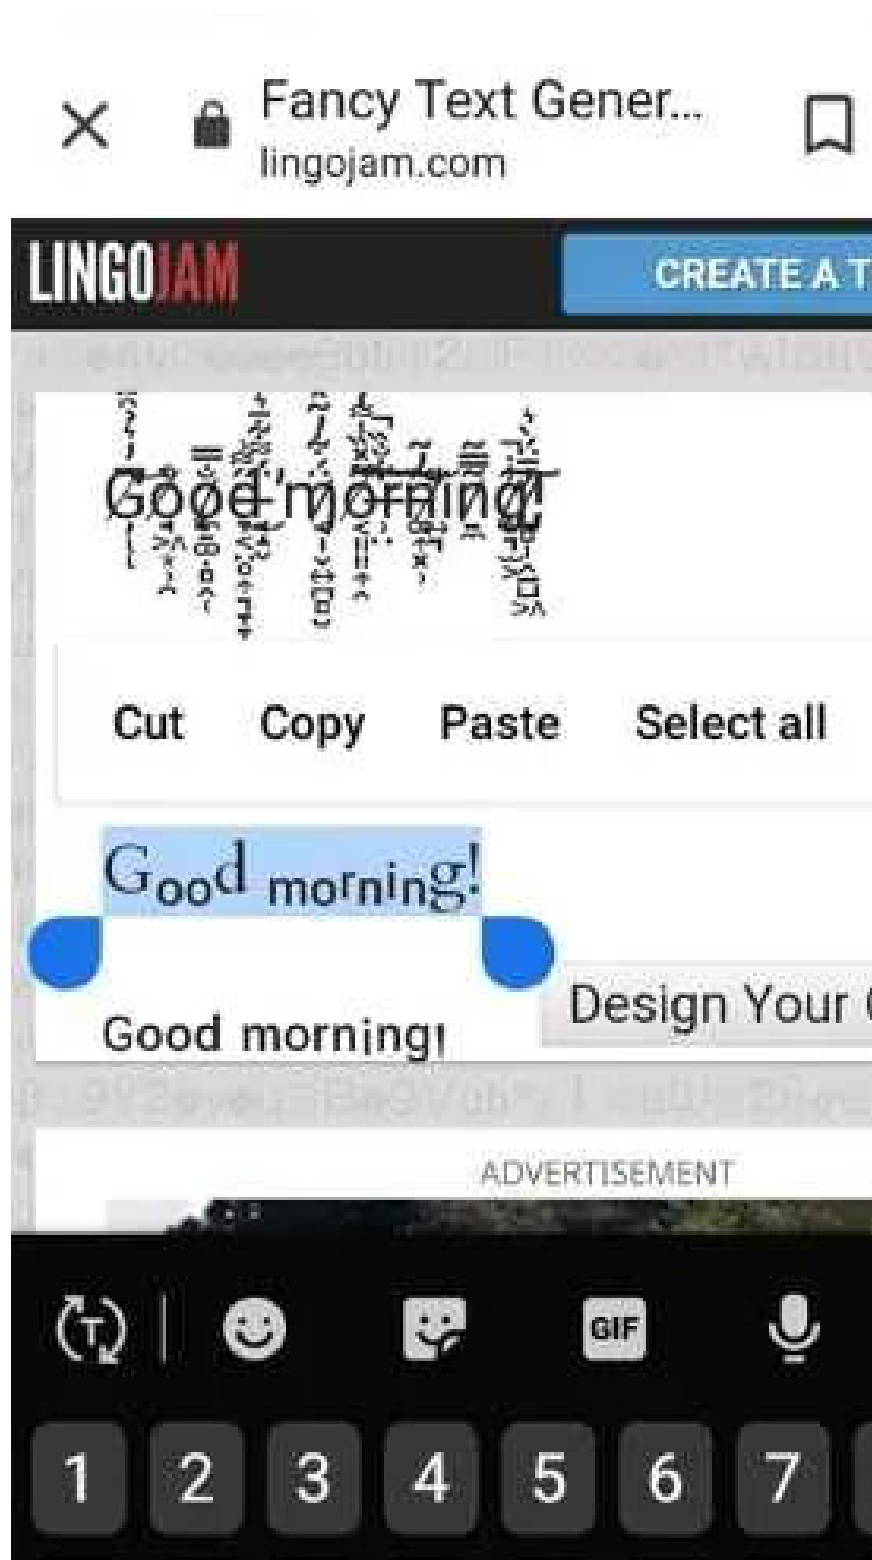 Fancy Text Gener...
lingojam.com
LINGOJAM
CREATE A T
Good morning!
Cut Copy Paste Select all
Good morning!
Design Your
Good morning!
ADVERTISEMENT
T
GIF
1 2 3 4 5 6 7